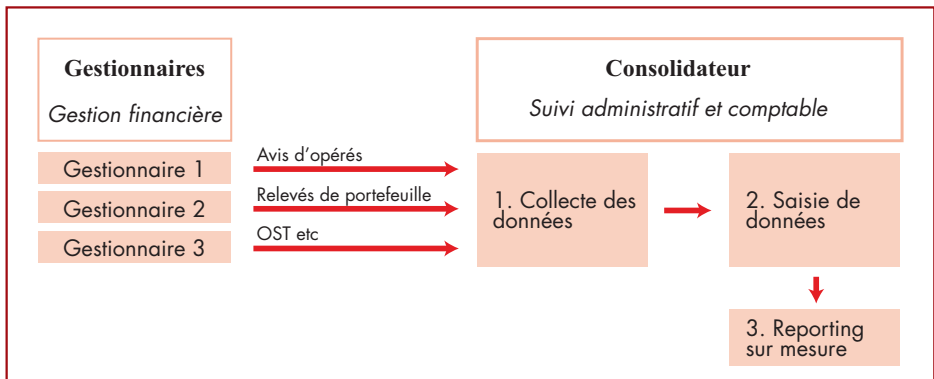 Gestionnaires
Gestion financière
Consolidateur
Suivi administratif et comptable
Gestionnaire 1
Gestionnaire 2
Gestionnaire 3
Avis d'opérés
Relevés de portefeuille
OST etc
1. Collecte des
données
2. Saisie de
données
3. Reporting
sur mesure